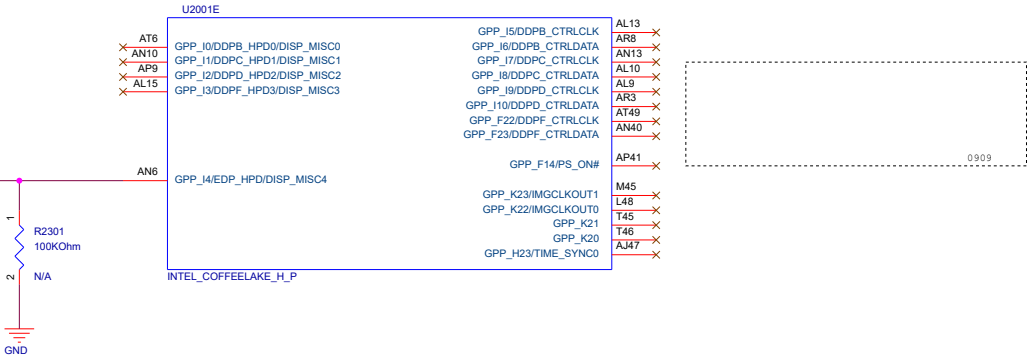 U2001E
AT6 GPP_I0/DDPB_HPD0/DISP_MISC0
AN10 GPP_I1/DDPC_HPD1/DISP_MISC1
AP9 GPP_I2/DDPD_HPD2/DISP_MISC2
AL15 GPP_I3/DDPF_HPD3/DISP_MISC3
AN6 GPP_I4/EDP_HPD/DISP_MISC4
GPP_I5/DDPB_CTRLCLK AL13
GPP_I6/DDPB_CTRLDATA AR8
GPP_I7/DDPC_CTRLCLK AN13
GPP_I8/DDPC_CTRLDATA AL10
GPP_I9/DDPD_CTRLCLK AL9
GPP_I10/DDPD_CTRLDATA AR3
GPP_F22/DDPF_CTRLCLK AT49
GPP_F23/DDPF_CTRLDATA AN40
GPP_F14/PS_ON# AP41
GPP_K23/IMGCLKOUT1 M45
GPP_K22/IMGCLKOUT0 L48
GPP_K21 T45
GPP_K20 T46
GPP_H23/TIME_SYNC0 AJ47
INTEL_COFFEELAKE_H_P
0909
1
R2301
100KOhm
2
N/A
GND